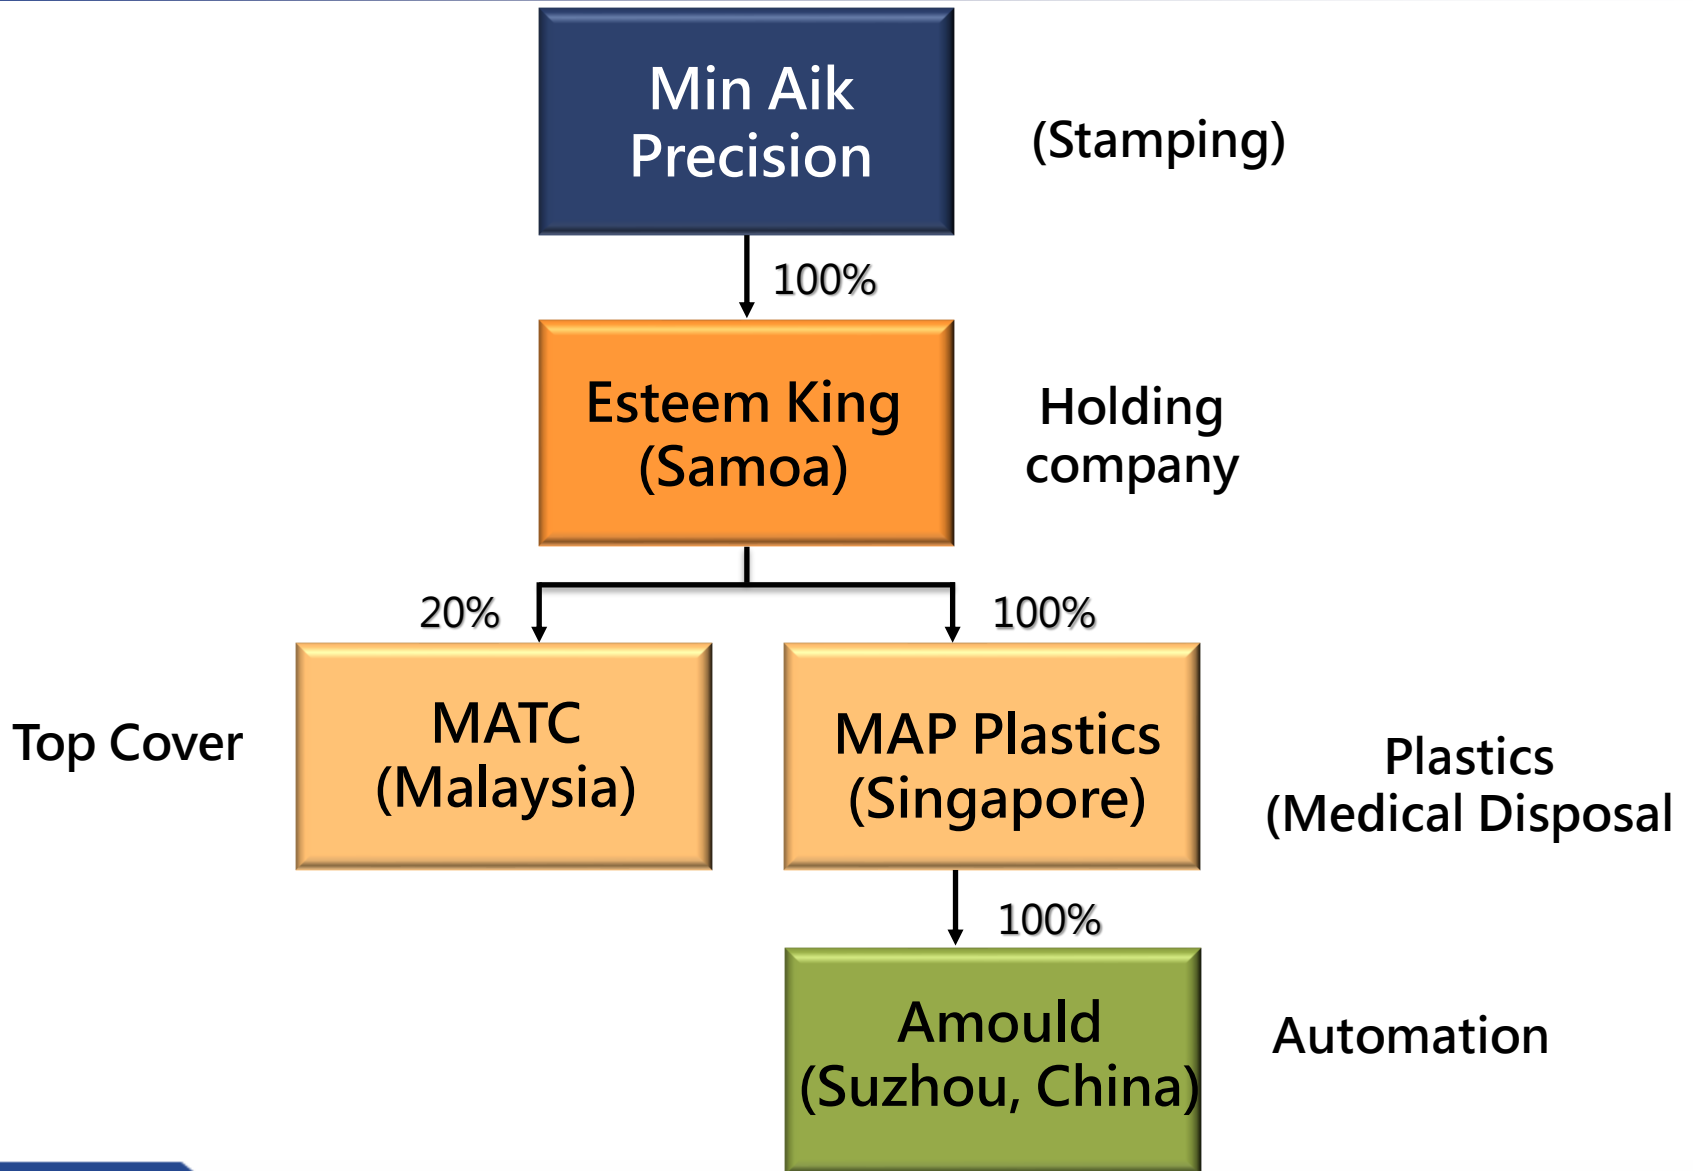 Min Aik
Precision
(Stamping)
100%
Esteem King
(Samoa)
Holding
company
20%
100%
Top Cover
MATC
(Malaysia)
MAP Plastics
(Singapore)
Plastics
(Medical Disposal
100%
Amould
(Suzhou, China)
Automation